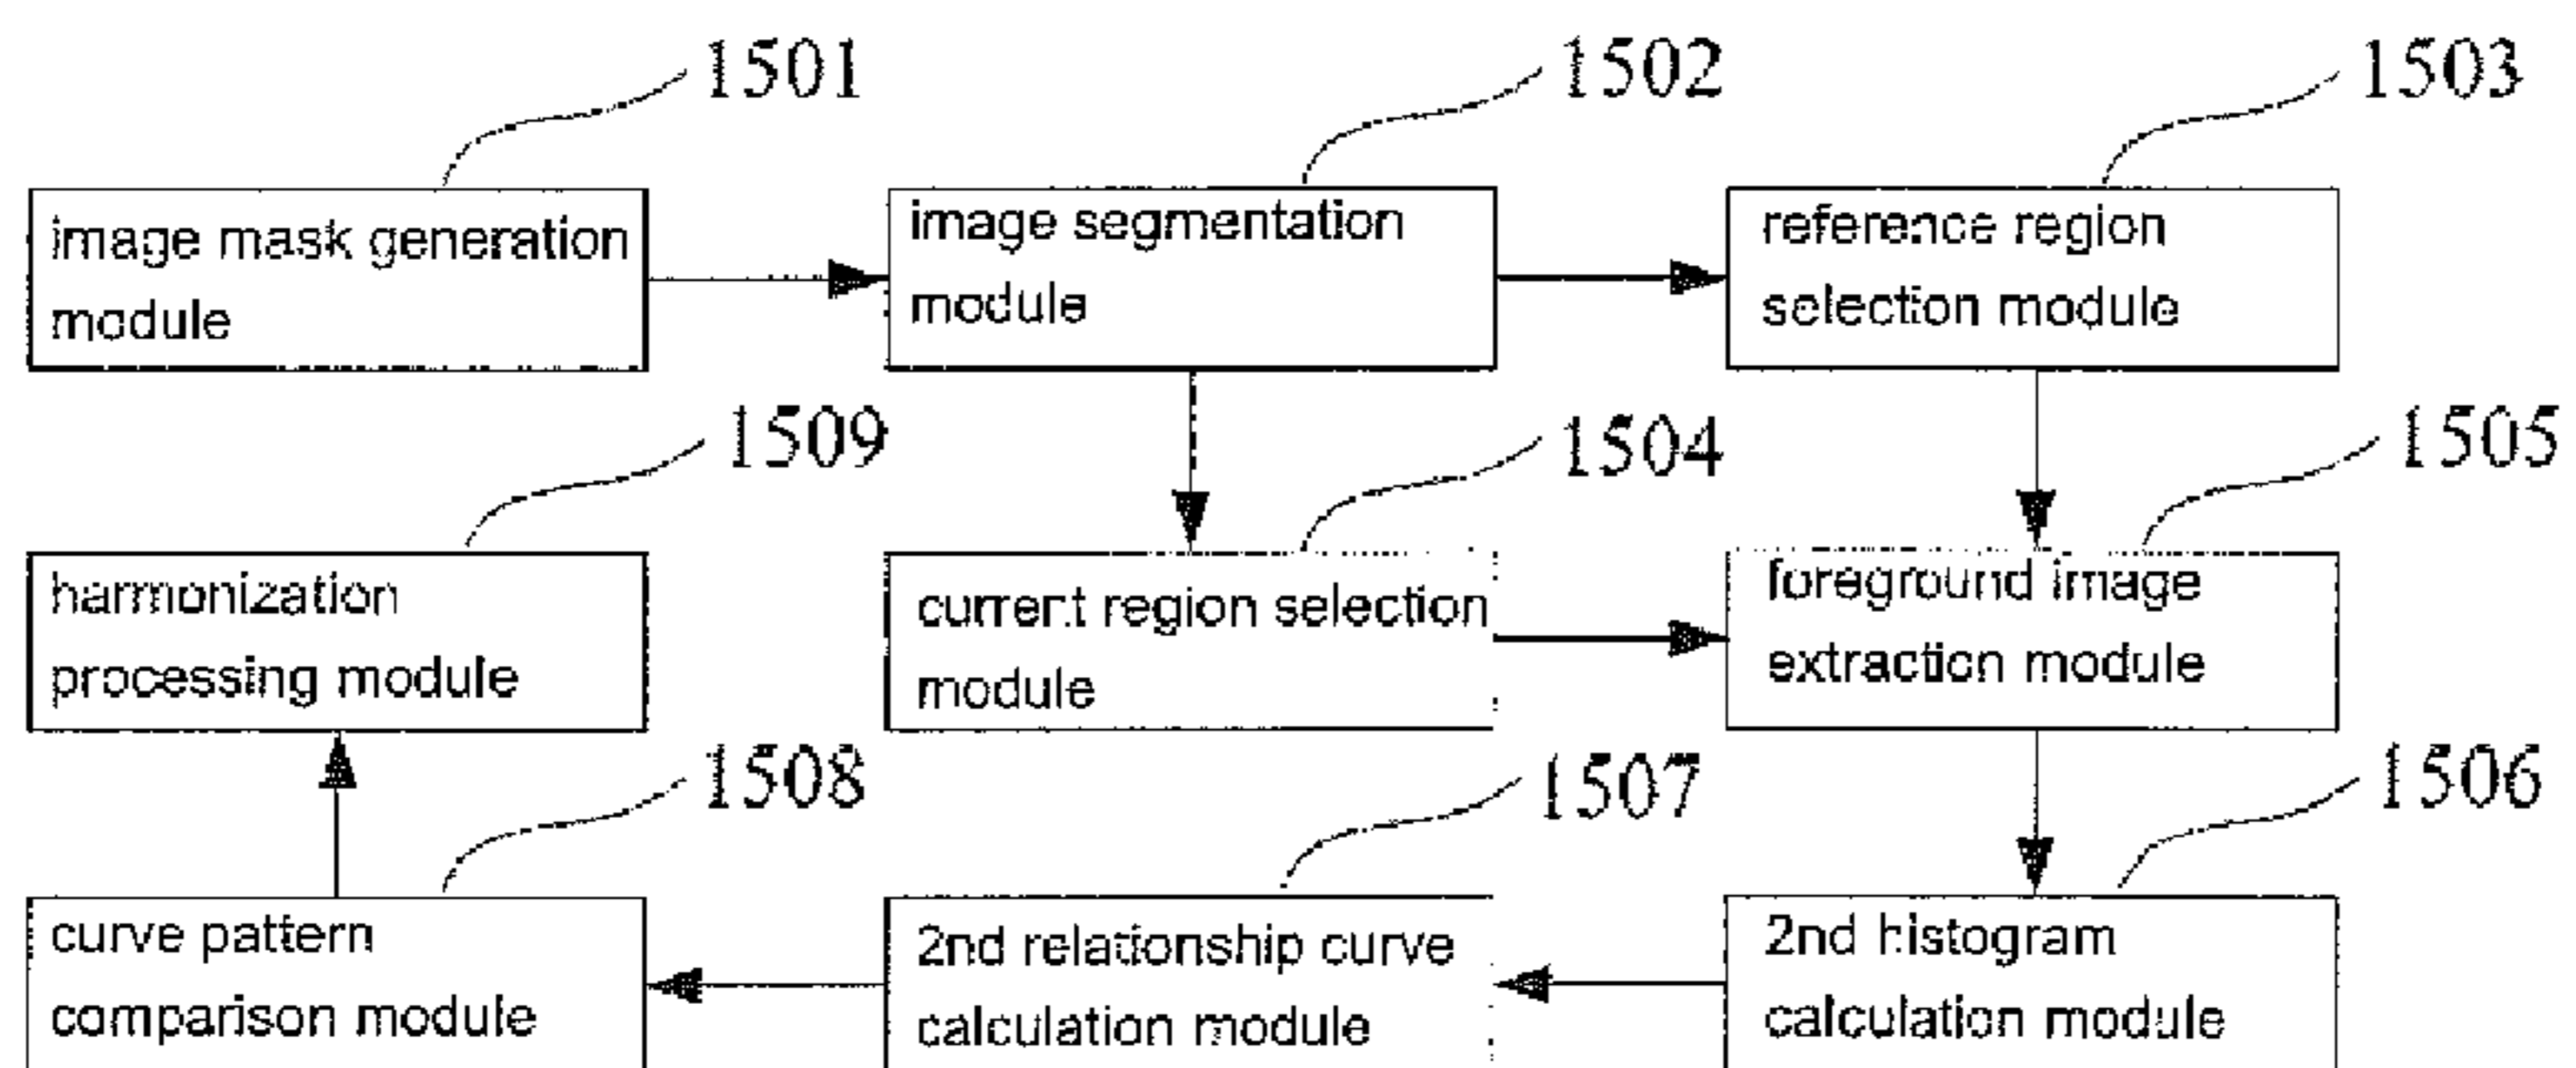 1501
1502
1503
image mask generation
module
image segmentation
module
reference region
selection module
1509
1504
1505
harmonization
processing module
current region selection
module
foreground image
extraction module
1508
1507
1506
curve pattern
comparison module
2nd relationship curve
calculation module
2nd histogram
calculation module